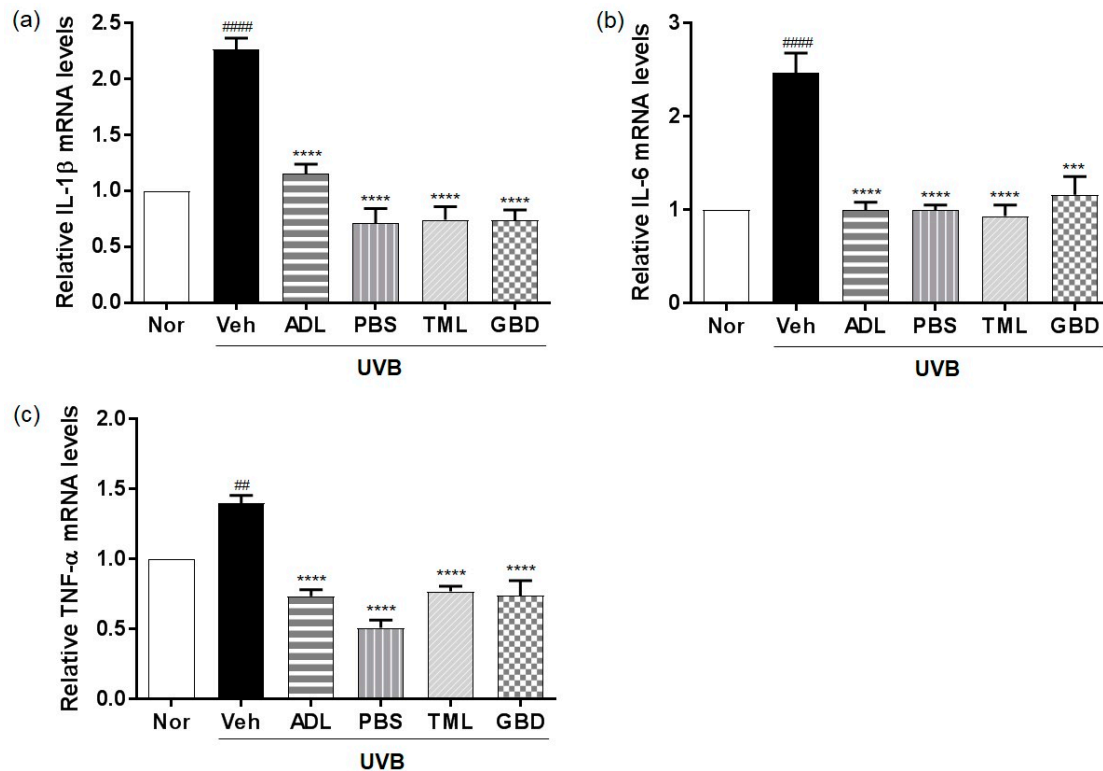 (a)
Relative IL-1β mRNA levels
2.5
2.0
1.5
1.0
0.5
0.0
####
****
****
****
****
Nor Veh ADL PBS TML GBD
UVB
(b)
Relative IL-6 mRNA levels
3
2
1
0
####
****
****
****
***
Nor Veh ADL PBS TML GBD
UVB
(c)
Relative TNF-α mRNA levels
2.0
1.5
1.0
0.5
0.0
##
****
****
****
****
Nor Veh ADL PBS TML GBD
UVB